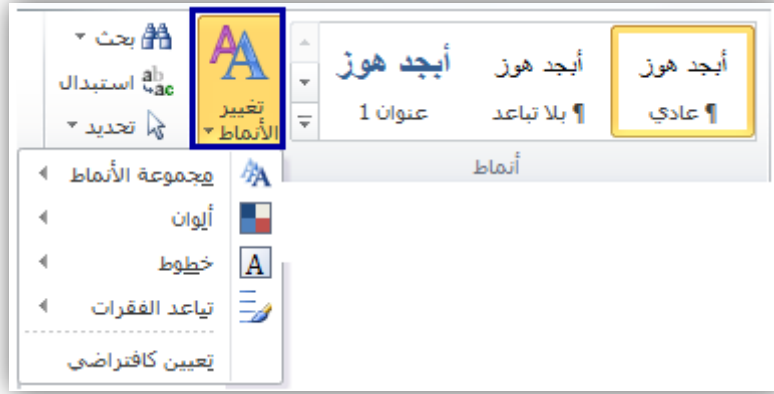 أبجد هوز
¶ عادي
أبجد هوز
¶ بلا تباعد
أبجد هوز
عنوان 1
أنماط
تغيير
الأنماط
بحث
استبدال
تحديد
مجموعة الأنماط
ألوان
خطوط
تباعد الفقرات
تعيين كافتراضي